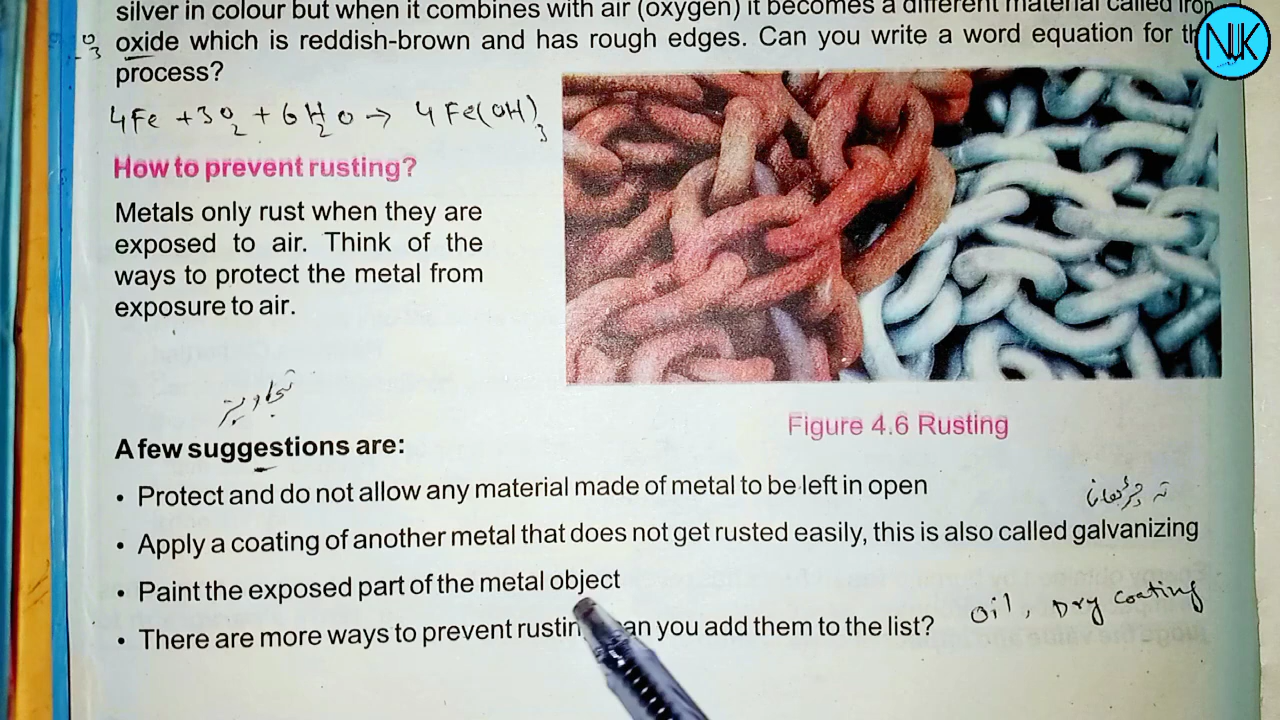 silver in colour but when it combines with air (oxygen) it becomes a different material called iron
oxide which is reddish-brown and has rough edges. Can you write a word equation for th
process?
4Fe + 3O2 + 6H2O → 4Fe(OH)3
How to prevent rusting?
Metals only rust when they are
exposed to air. Think of the
ways to protect the metal from
exposure to air.
Figure 4.6 Rusting
تجاویز
A few suggestions are:
• Protect and do not allow any material made of metal to be left in open
تہ چڑھانا
• Apply a coating of another metal that does not get rusted easily, this is also called galvanizing
• Paint the exposed part of the metal object
• There are more ways to prevent rustin an you add them to the list? Oil, Dry coating
NUK